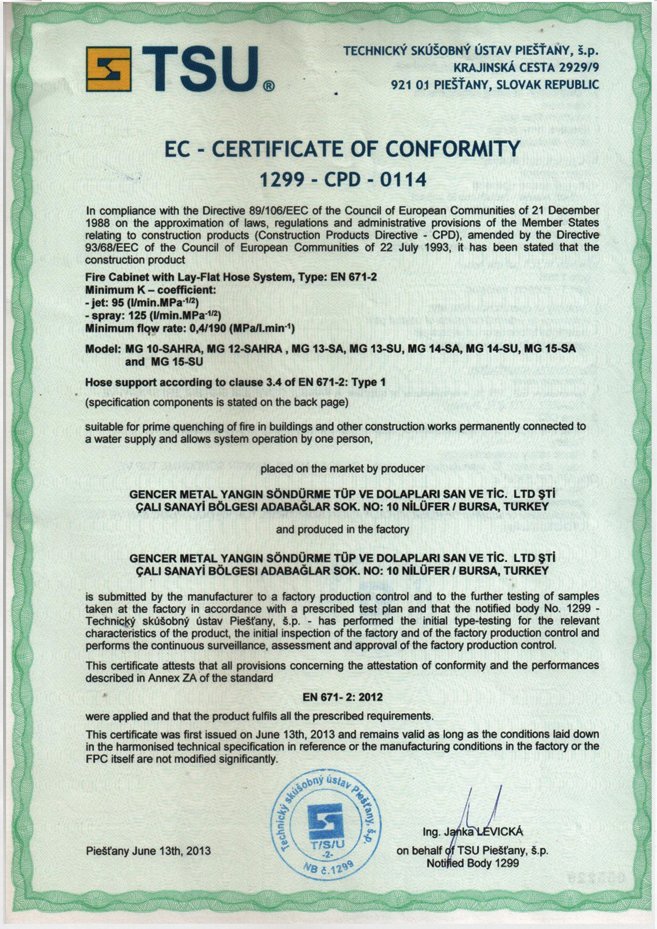 TSU®
TECHNICKÝ SKÚŠOBNÝ ÚSTAV PIEŠŤANY, š.p.
KRAJINSKÁ CESTA 2929/9
921 01 PIEŠŤANY, SLOVAK REPUBLIC
EC - CERTIFICATE OF CONFORMITY
1299 - CPD - 0114
In compliance with the Directive 89/106/EEC of the Council of European Communities of 21 December
1988 on the approximation of laws, regulations and administrative provisions of the Member States
relating to construction products (Construction Products Directive - CPD), amended by the Directive
93/68/EEC of the Council of European Communities of 22 July 1993, it has been stated that the
construction product
Fire Cabinet with Lay-Flat Hose System, Type: EN 671-2
Minimum K – coefficient:
- jet: 95 (l/min.MPa⁻¹/²)
- spray: 125 (l/min.MPa⁻¹/²)
Minimum flow rate: 0,4/190 (MPa/l.min⁻¹)
Model: MG 10-SAHRA, MG 12-SAHRA , MG 13-SA, MG 13-SU, MG 14-SA, MG 14-SU, MG 15-SA
and MG 15-SU
Hose support according to clause 3.4 of EN 671-2: Type 1
(specification components is stated on the back page)
suitable for prime quenching of fire in buildings and other construction works permanently connected to
a water supply and allows system operation by one person,
placed on the market by producer
GENCER METAL YANGIN SÖNDÜRME TÜP VE DOLAPLARI SAN VE TİC. LTD ŞTİ
ÇALI SANAYİ BÖLGESI ADABAĞLAR SOK. NO: 10 NİLÜFER / BURSA, TURKEY
and produced in the factory
GENCER METAL YANGIN SÖNDÜRME TÜP VE DOLAPLARI SAN VE TİC. LTD ŞTİ
ÇALI SANAYİ BÖLGESI ADABAĞLAR SOK. NO: 10 NİLÜFER / BURSA, TURKEY
is submitted by the manufacturer to a factory production control and to the further testing of samples
taken at the factory in accordance with a prescribed test plan and that the notified body No. 1299 -
Technický skúšobný ústav Piešťany, š.p. - has performed the initial type-testing for the relevant
characteristics of the product, the initial inspection of the factory and of the factory production control and
performs the continuous surveillance, assessment and approval of the factory production control.
This certificate attests that all provisions concerning the attestation of conformity and the performances
described in Annex ZA of the standard
EN 671- 2: 2012
were applied and that the product fulfils all the prescribed requirements.
This certificate was first issued on June 13th, 2013 and remains valid as long as the conditions laid down
in the harmonised technical specification in reference or the manufacturing conditions in the factory or the
FPC itself are not modified significantly.
Technický skúšobný ústav Piešťany, š.p.
T/S/U
-2-
NB č.1299
Piešťany June 13th, 2013
Ing. Janka LEVICKÁ
on behalf of TSU Piešťany, š.p.
Notified Body 1299